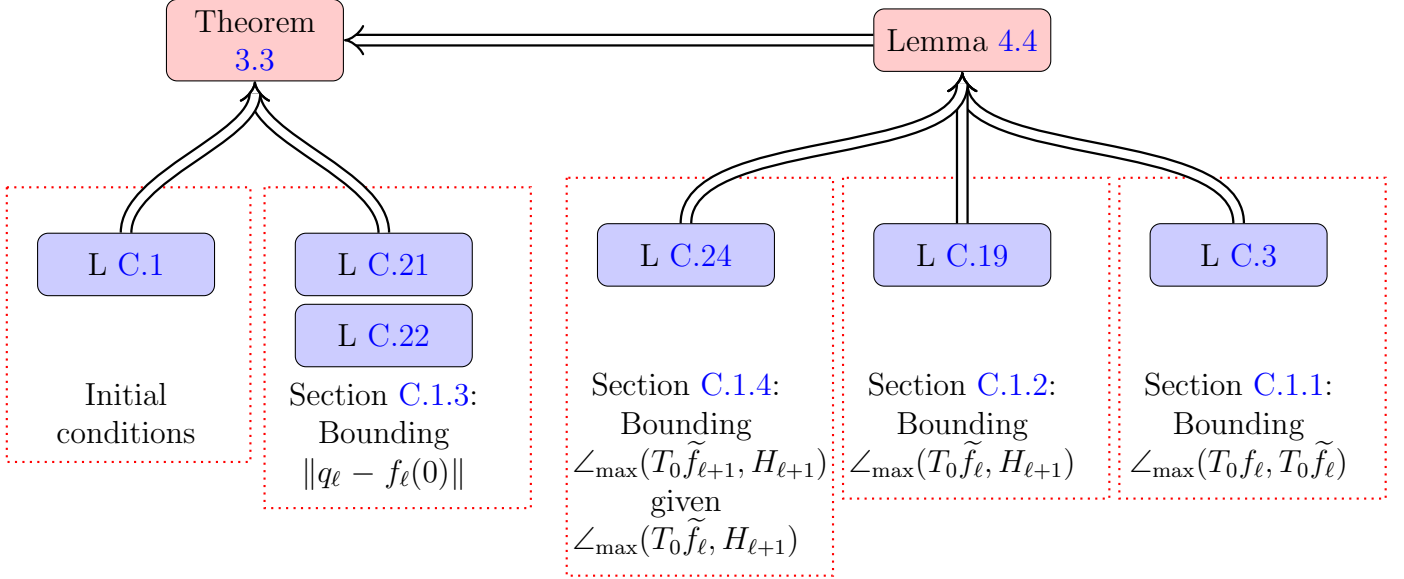 Theorem
3.3
Lemma 4.4
L C.1
L C.21
L C.22
L C.24
L C.19
L C.3
Initial
conditions
Section C.1.3:
Bounding
‖q_ℓ − f_ℓ(0)‖
Section C.1.4:
Bounding
∠_max(T_0 f̃_{ℓ+1}, H_{ℓ+1})
given
∠_max(T_0 f̃_ℓ, H_{ℓ+1})
Section C.1.2:
Bounding
∠_max(T_0 f̃_ℓ, H_{ℓ+1})
Section C.1.1:
Bounding
∠_max(T_0 f_ℓ, T_0 f̃_ℓ)